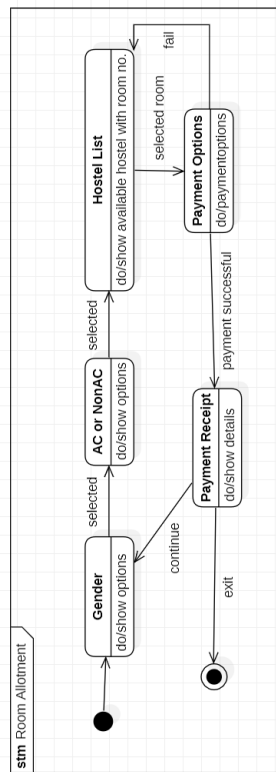 stm Room Allotment
Gender
do/show options
selected
AC or NonAC
do/show options
selected
Hostel List
do/show available hostel with room no.
selected room
fail
Payment Options
do/paymentoptions
payment successful
Payment Receipt
do/show details
continue
exit